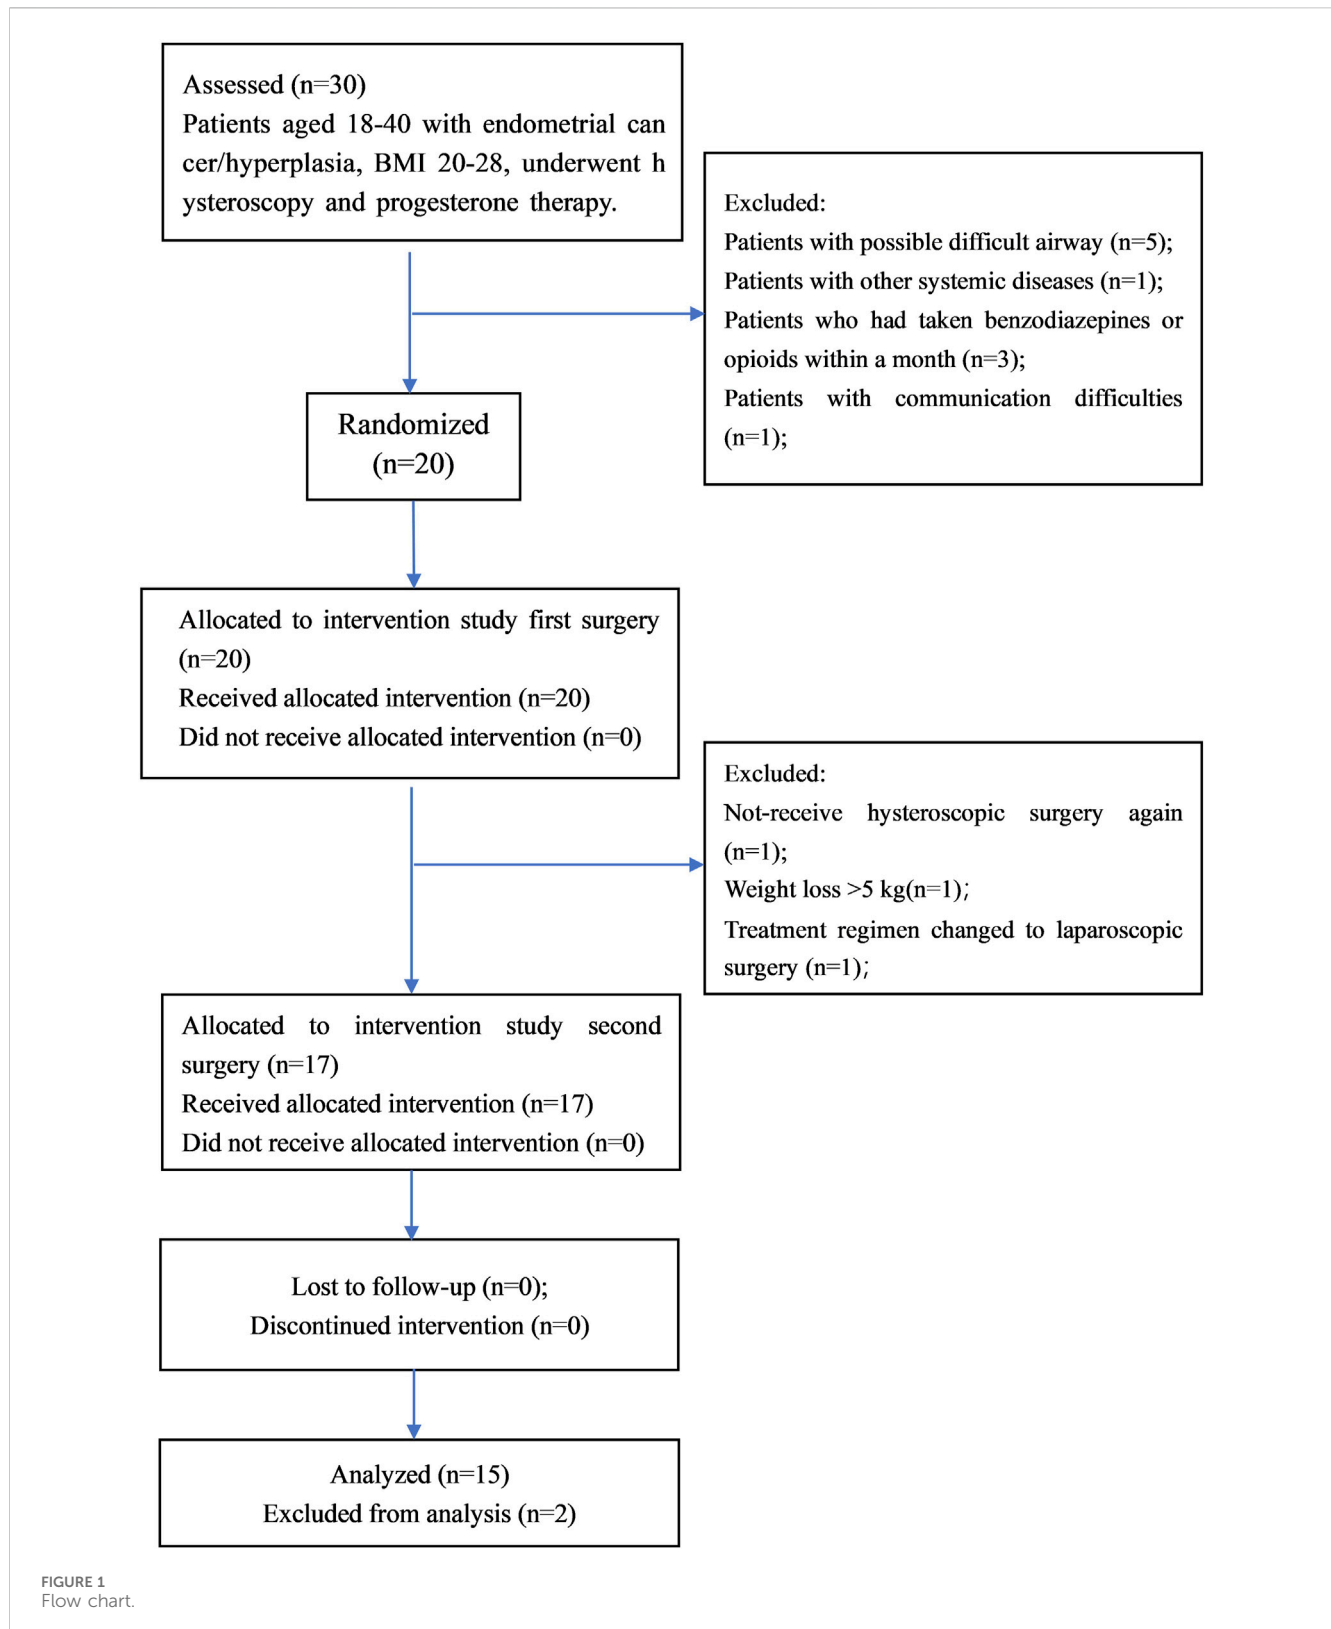 Assessed (n=30)
Patients aged 18-40 with endometrial can
cer/hyperplasia, BMI 20-28, underwent h
ysteroscopy and progesterone therapy.
Excluded:
Patients with possible difficult airway (n=5);
Patients with other systemic diseases (n=1);
Patients who had taken benzodiazepines or
opioids within a month (n=3);
Patients with communication difficulties
(n=1);
Randomized
(n=20)
Allocated to intervention study first surgery
(n=20)
Received allocated intervention (n=20)
Did not receive allocated intervention (n=0)
Excluded:
Not-receive hysteroscopic surgery again
(n=1);
Weight loss >5 kg(n=1);
Treatment regimen changed to laparoscopic
surgery (n=1);
Allocated to intervention study second
surgery (n=17)
Received allocated intervention (n=17)
Did not receive allocated intervention (n=0)
Lost to follow-up (n=0);
Discontinued intervention (n=0)
Analyzed (n=15)
Excluded from analysis (n=2)
FIGURE 1
Flow chart.